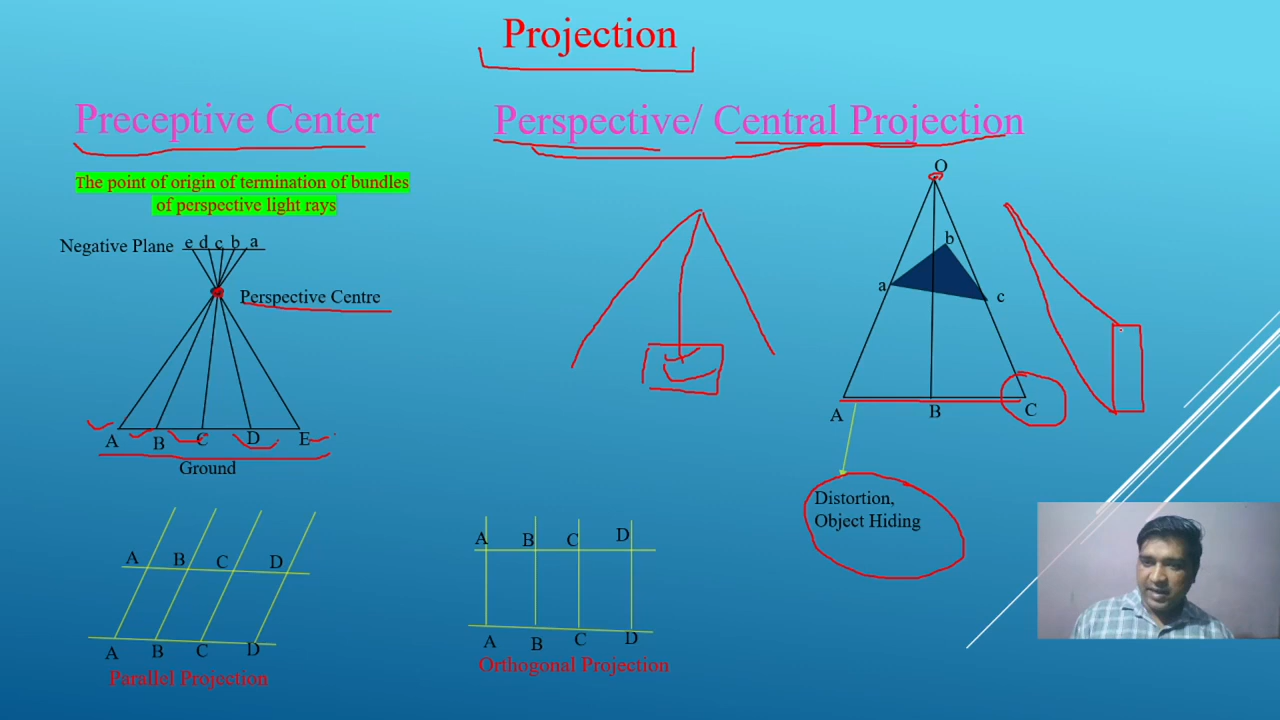 Projection
Preceptive Center
Perspective/ Central Projection
The point of origin of termination of bundles
of perspective light rays
Negative Plane e d c b a
Perspective Centre
A B C D E
Ground
O
b
a
c
A B C
Distortion,
Object Hiding
A B C D
A B C D
Parallel Projection
A B C D
A B C D
Orthogonal Projection